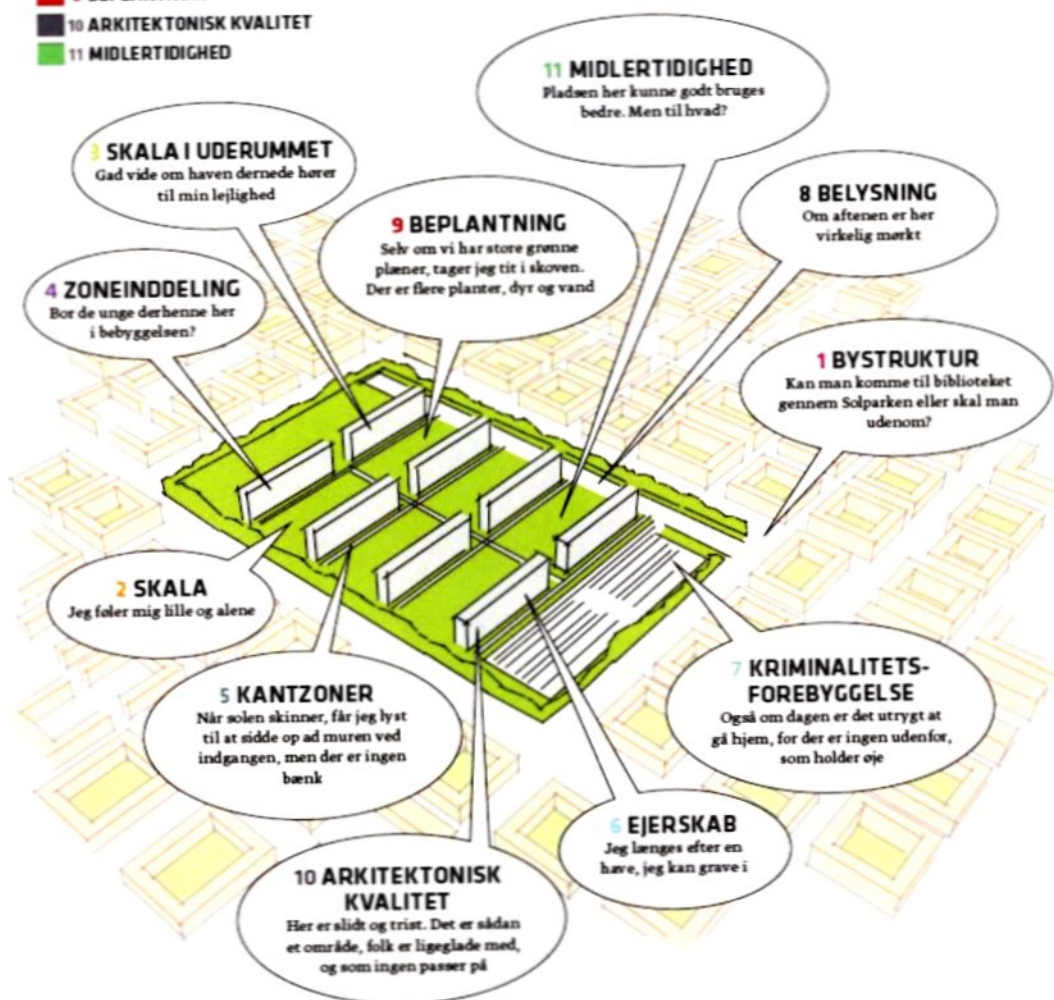 10 ARKITEKTONISK KVALITET
11 MIDLERTIDIGHED
11 MIDLERTIDIGHED
Pladsen her kunne godt bruges
bedre. Men til hvad?
3 SKALA I UDERUMMET
Gad vide om haven dernede hører
til min lejlighed
8 BELYSNING
Om aftenen er her
virkelig mørkt
9 BEPLANTNING
Selv om vi har store grønne
plæner, tager jeg tit i skoven.
Der er flere planter, dyr og vand
4 ZONEINDDELING
Bor de unge derhenne her
i bebyggelsen?
1 BYSTRUKTUR
Kan man komme til biblioteket
gennem Solparken eller skal man
udenom?
2 SKALA
Jeg føler mig lille og alene
5 KANTZONER
Når solen skinner, får jeg lyst
til at sidde op ad muren ved
indgangen, men der er ingen
bænk
7 KRIMINALITETS-
FOREBYGGELSE
Også om dagen er det utrygt at
gå hjem, for der er ingen udenfor,
som holder øje
6 EJERSKAB
Jeg længes efter en
have, jeg kan grave i
10 ARKITEKTONISK
KVALITET
Her er slidt og trist. Det er sådan
et område, folk er ligeglade med,
og som ingen passer på